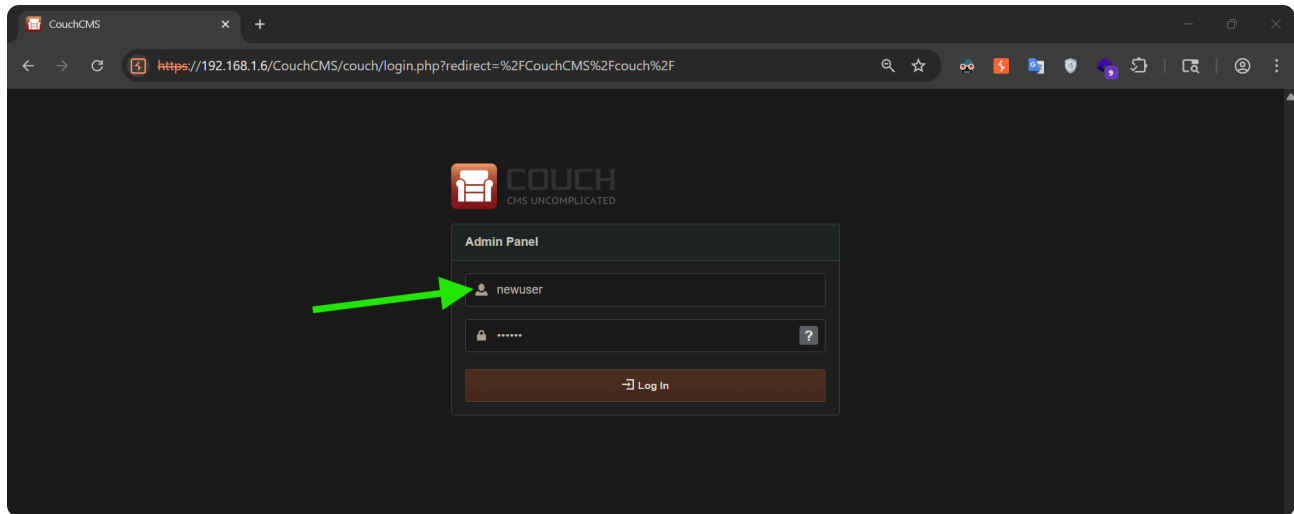 CouchCMS
https://192.168.1.6/CouchCMS/couch/login.php?redirect=%2FCouchCMS%2Fcouch%2F
9
COUCH
CMS UNCOMPLICATED
Admin Panel
newuser
••••••
?
Log In